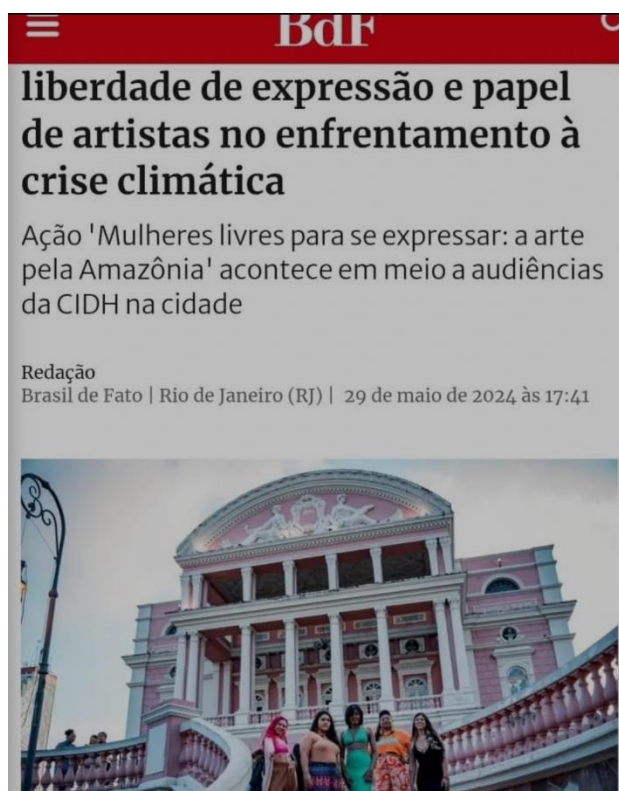 BdF
liberdade de expressão e papel
de artistas no enfrentamento à
crise climática
Ação 'Mulheres livres para se expressar: a arte
pela Amazônia' acontece em meio a audiências
da CIDH na cidade
Redação
Brasil de Fato | Rio de Janeiro (RJ) | 29 de maio de 2024 às 17:41